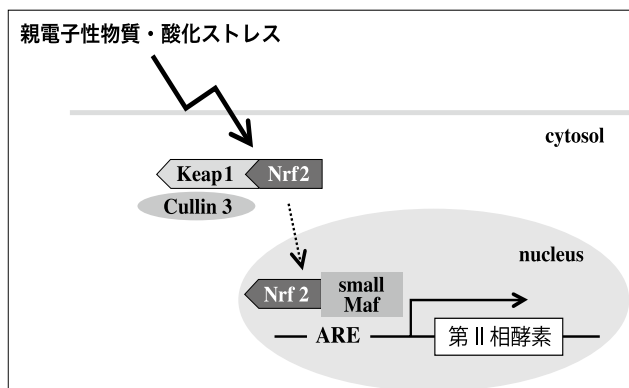 親電子性物質・酸化ストレス
cytosol
Keap1 Nrf2
Cullin 3
nucleus
Nrf 2 small
Maf
ARE 第Ⅱ相酵素